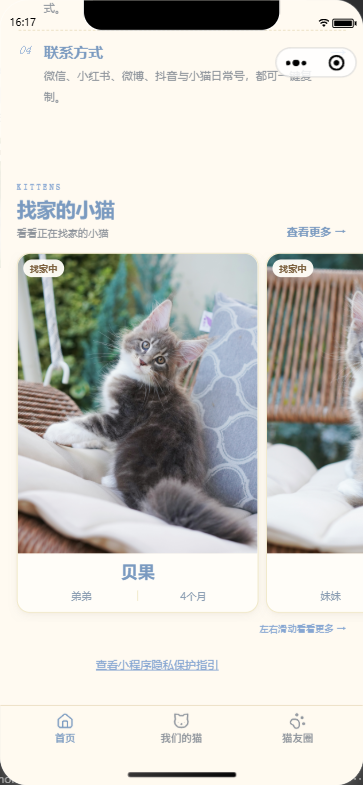 式。
16:17
04 联系方式
微信、小红书、微博、抖音与小猫日常号，都可一键复
制。
KITTENS
找家的小猫
看看正在找家的小猫
查看更多 →
找家中
找家中
贝果
弟弟
4个月
妹妹
左右滑动看看更多 →
查看小程序隐私保护指引
首页
我们的猫
猫友圈